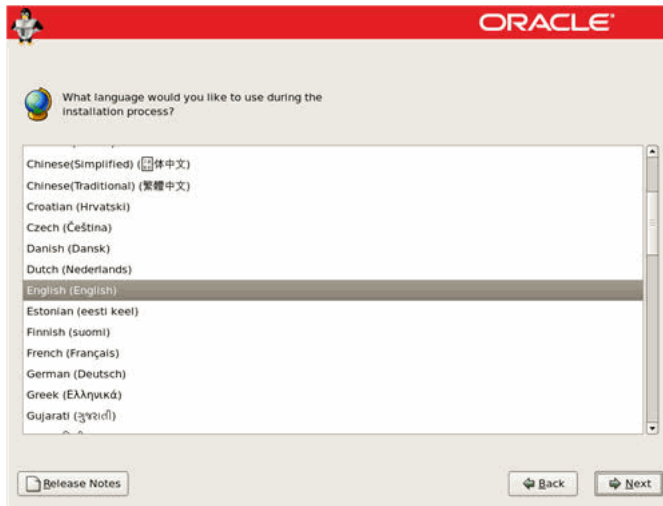 ORACLE®
What language would you like to use during the
installation process?
Chinese(Simplified) (体中文)
Chinese(Traditional) (繁體中文)
Croatian (Hrvatski)
Czech (Čeština)
Danish (Dansk)
Dutch (Nederlands)
English (English)
Estonian (eesti keel)
Finnish (suomi)
French (Français)
German (Deutsch)
Greek (Ελληνικά)
Gujarati (ગુજરાતી)
Release Notes
Back
Next